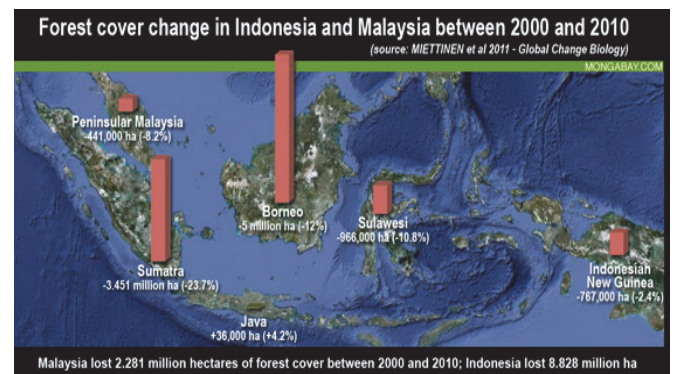 Forest cover change in Indonesia and Malaysia between 2000 and 2010
(source: MIETTINEN et al 2011 - Global Change Biology)
MONGABAY.COM
Peninsular Malaysia
-441,000 ha (-8.2%)
Borneo
-5 million ha (-12%)
Sulawesi
-966,000 ha (-10.8%)
Sumatra
-3.451 million ha (-23.7%)
Indonesian
New Guinea
-767,000 ha (-2.4%)
Java
+36,000 ha (+4.2%)
Malaysia lost 2.281 million hectares of forest cover between 2000 and 2010; Indonesia lost 8.828 million ha